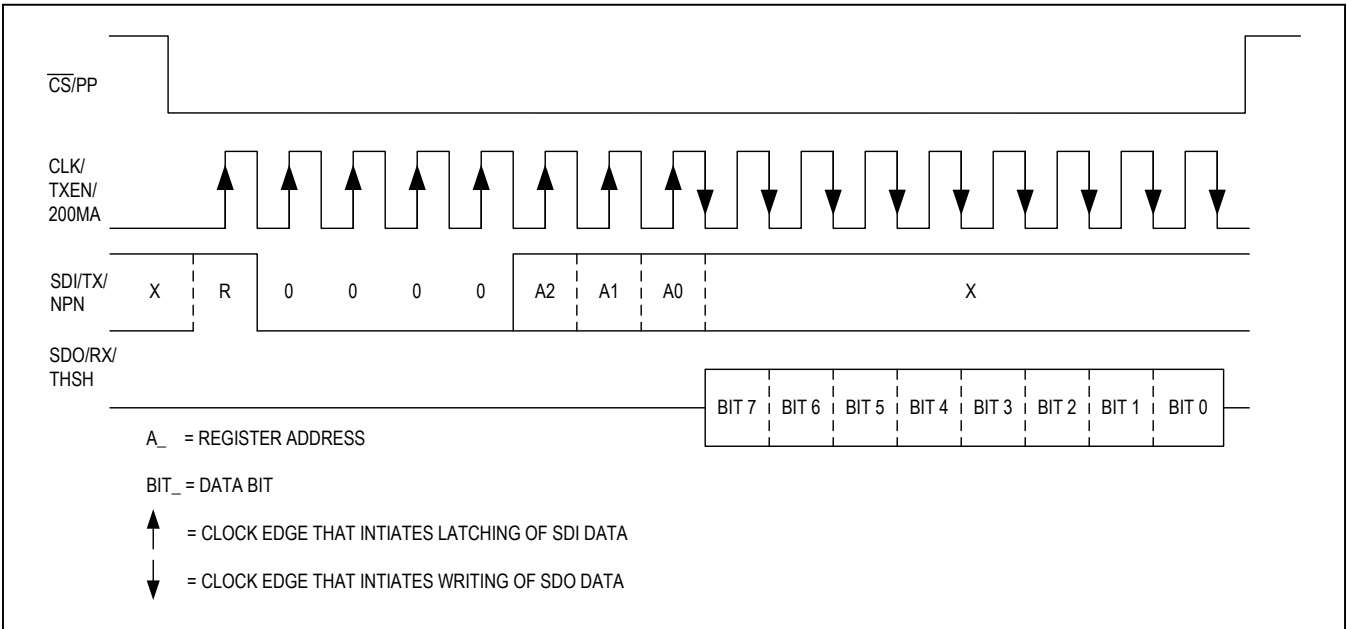 CS/PP
CLK/
TXEN/
200MA
SDI/TX/
NPN
X R 0 0 0 0 A2 A1 A0 X
SDO/RX/
THSH
BIT 7 BIT 6 BIT 5 BIT 4 BIT 3 BIT 2 BIT 1 BIT 0
A_ = REGISTER ADDRESS
BIT_ = DATA BIT
= CLOCK EDGE THAT INTIATES LATCHING OF SDI DATA
= CLOCK EDGE THAT INTIATES WRITING OF SDO DATA